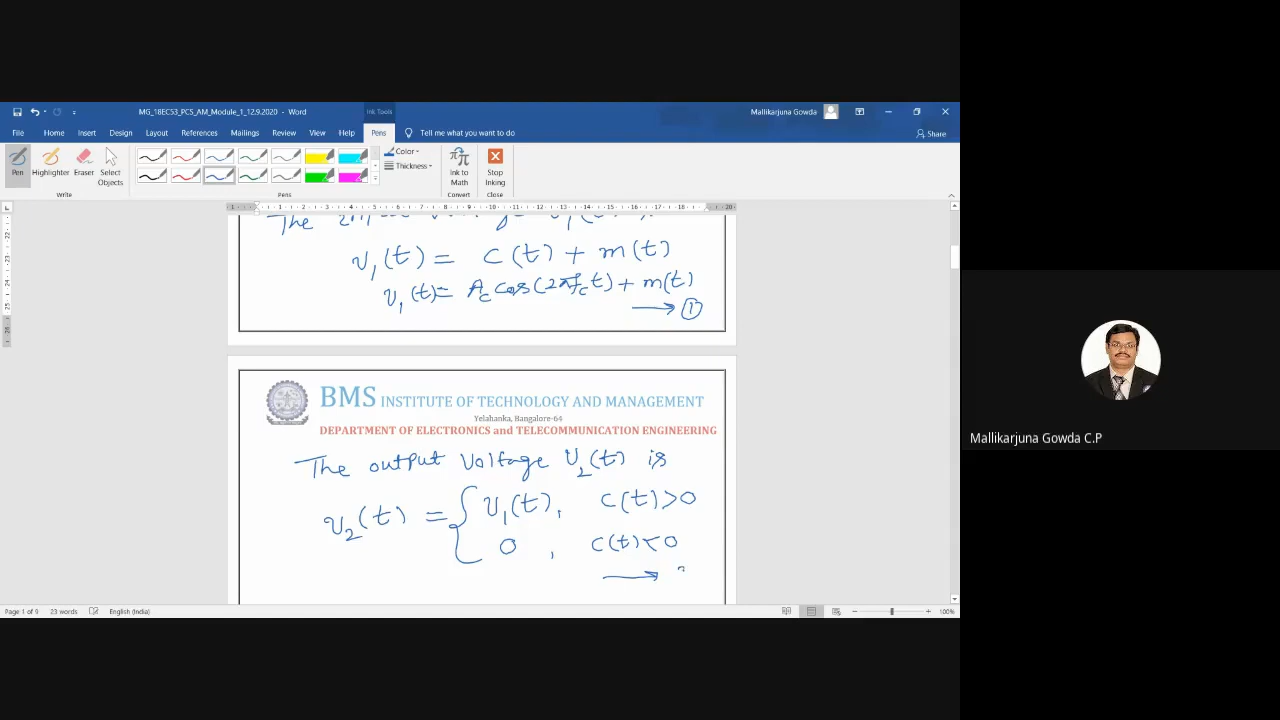 MG_18EC53_PCS_AM_Module_1_12.9.2020 - Word
Ink Tools
Mallikarjuna Gowda
File Home Insert Design Layout References Mailings Review View Help Pens Tell me what you want to do
Share
Pen
Highlighter
Eraser
Select Objects
Color
Thickness
Ink to Math
Stop Inking
Write
Pens
Convert
Close
The
v₁(t) = c(t) + m(t)
v₁(t) = A_c cos(2πf_c t) + m(t)
→ ①
BMS INSTITUTE OF TECHNOLOGY AND MANAGEMENT
Yelahanka, Bangalore-64
DEPARTMENT OF ELECTRONICS and TELECOMMUNICATION ENGINEERING
The output voltage v₂(t) is
v₂(t) = { v₁(t), c(t)>0
0, c(t)<0
→
Mallikarjuna Gowda C.P
Page 1 of 9 23 words English (India)
100%